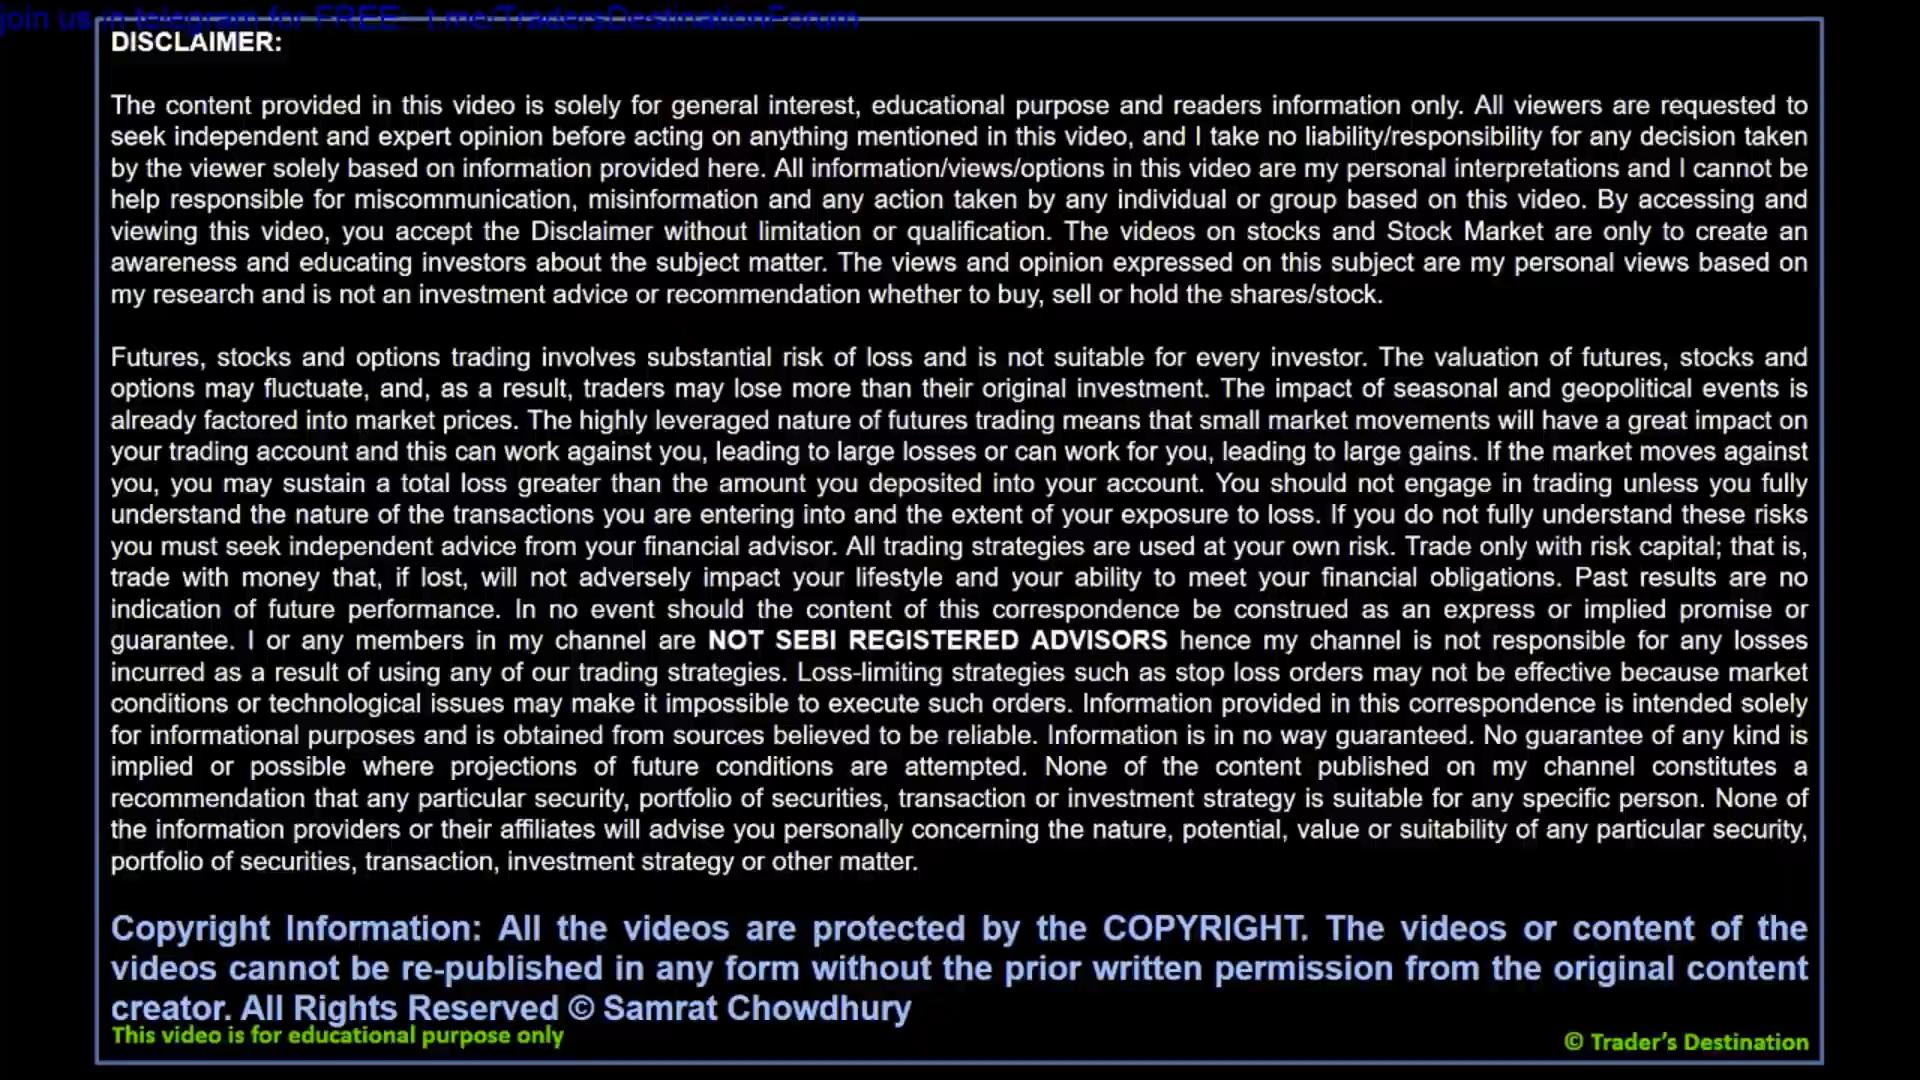 join us in telegram for FREE - t.me/TradersDestinationForum
DISCLAIMER:
The content provided in this video is solely for general interest, educational purpose and readers information only. All viewers are requested to
seek independent and expert opinion before acting on anything mentioned in this video, and I take no liability/responsibility for any decision taken
by the viewer solely based on information provided here. All information/views/options in this video are my personal interpretations and I cannot be
help responsible for miscommunication, misinformation and any action taken by any individual or group based on this video. By accessing and
viewing this video, you accept the Disclaimer without limitation or qualification. The videos on stocks and Stock Market are only to create an
awareness and educating investors about the subject matter. The views and opinion expressed on this subject are my personal views based on
my research and is not an investment advice or recommendation whether to buy, sell or hold the shares/stock.
Futures, stocks and options trading involves substantial risk of loss and is not suitable for every investor. The valuation of futures, stocks and
options may fluctuate, and, as a result, traders may lose more than their original investment. The impact of seasonal and geopolitical events is
already factored into market prices. The highly leveraged nature of futures trading means that small market movements will have a great impact on
your trading account and this can work against you, leading to large losses or can work for you, leading to large gains. If the market moves against
you, you may sustain a total loss greater than the amount you deposited into your account. You should not engage in trading unless you fully
understand the nature of the transactions you are entering into and the extent of your exposure to loss. If you do not fully understand these risks
you must seek independent advice from your financial advisor. All trading strategies are used at your own risk. Trade only with risk capital; that is,
trade with money that, if lost, will not adversely impact your lifestyle and your ability to meet your financial obligations. Past results are no
indication of future performance. In no event should the content of this correspondence be construed as an express or implied promise or
guarantee. I or any members in my channel are NOT SEBI REGISTERED ADVISORS hence my channel is not responsible for any losses
incurred as a result of using any of our trading strategies. Loss-limiting strategies such as stop loss orders may not be effective because market
conditions or technological issues may make it impossible to execute such orders. Information provided in this correspondence is intended solely
for informational purposes and is obtained from sources believed to be reliable. Information is in no way guaranteed. No guarantee of any kind is
implied or possible where projections of future conditions are attempted. None of the content published on my channel constitutes a
recommendation that any particular security, portfolio of securities, transaction or investment strategy is suitable for any specific person. None of
the information providers or their affiliates will advise you personally concerning the nature, potential, value or suitability of any particular security,
portfolio of securities, transaction, investment strategy or other matter.
Copyright Information: All the videos are protected by the COPYRIGHT. The videos or content of the
videos cannot be re-published in any form without the prior written permission from the original content
creator. All Rights Reserved © Samrat Chowdhury
This video is for educational purpose only
© Trader's Destination